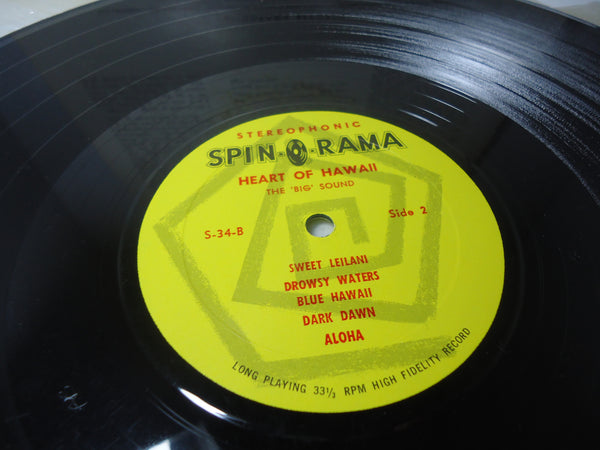 STEREOPHONIC
SPIN-O-RAMA
HEART OF HAWAII
THE 'BIG' SOUND
S-34-B
Side 2
SWEET LEILANI
DROWSY WATERS
BLUE HAWAII
DARK DAWN
ALOHA
LONG PLAYING 33⅓ RPM HIGH FIDELITY RECORD